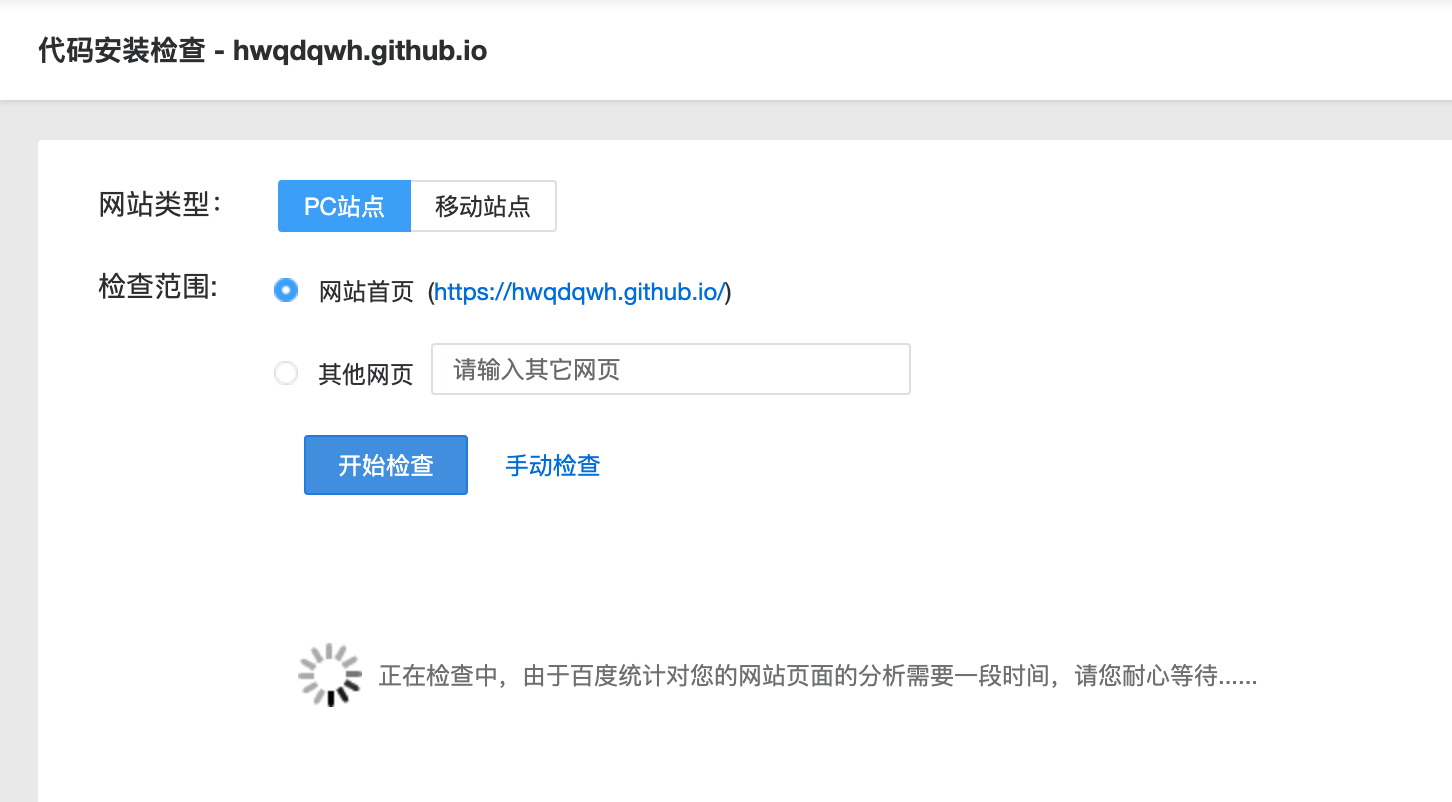 代码安装检查 - hwqdqwh.github.io
网站类型： PC站点 移动站点
检查范围: 网站首页 (https://hwqdqwh.github.io/)
其他网页 请输入其它网页
开始检查 手动检查
正在检查中，由于百度统计对您的网站页面的分析需要一段时间，请您耐心等待......